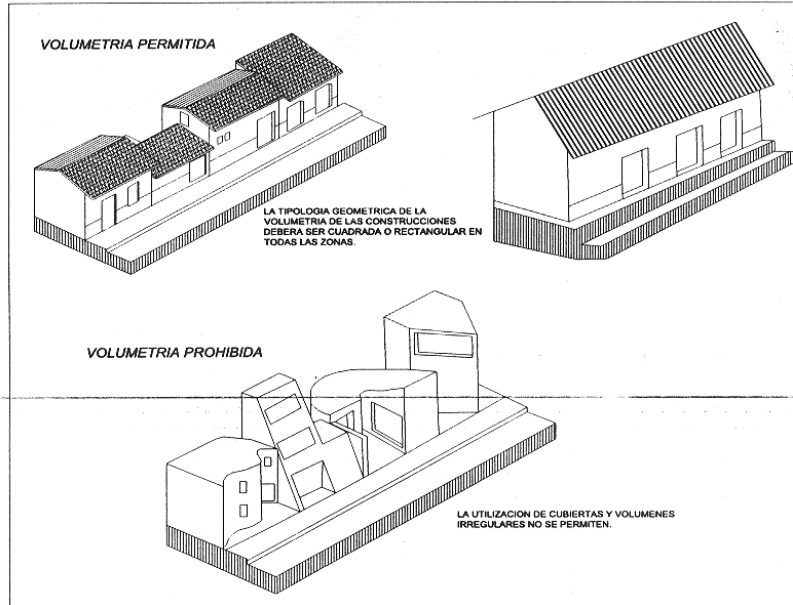 VOLUMETRIA PERMITIDA
LA TIPOLOGIA GEOMETRICA DE LA
VOLUMETRIA DE LAS CONSTRUCCIONES
DEBERA SER CUADRADA O RECTANGULAR EN
TODAS LAS ZONAS.
VOLUMETRIA PROHIBIDA
LA UTILIZACION DE CUBIERTAS Y VOLUMENES
IRREGULARES NO SE PERMITEN.